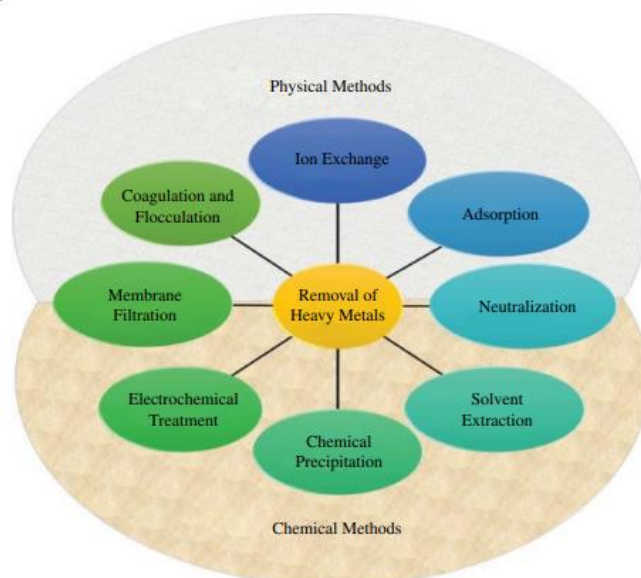 Physical Methods
Ion Exchange
Coagulation and
Flocculation
Adsorption
Membrane
Filtration
Removal of
Heavy Metals
Neutralization
Electrochemical
Treatment
Solvent
Extraction
Chemical
Precipitation
Chemical Methods